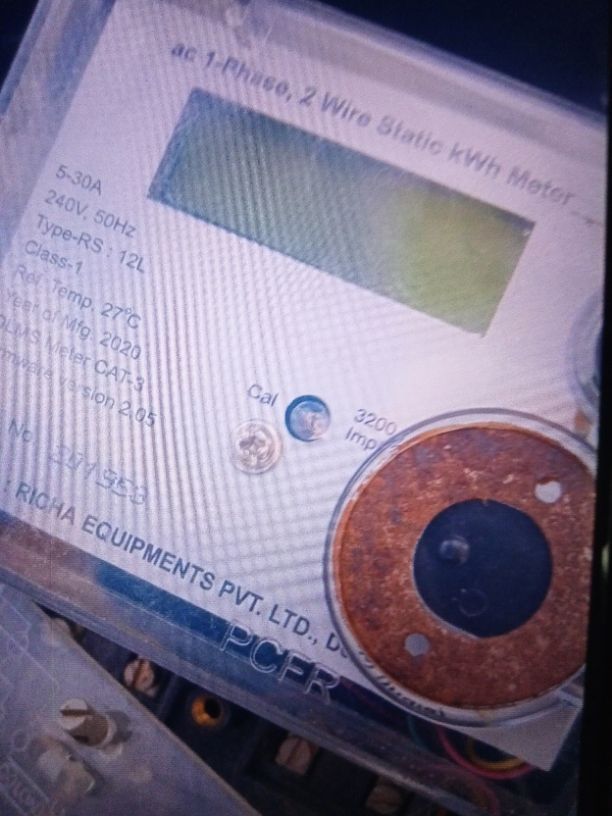 ac 1-Phase, 2 Wire Static kWh Meter
5-30A
240V, 50Hz
Type-RS : 12L
Class-1
Ref. Temp. 27°C
Year of Mfg. 2020
DLMS Meter CAT-3
Firmware version 2.05
Cal
3200
Imp
No.
: RICHA EQUIPMENTS PVT. LTD.,
PCFR